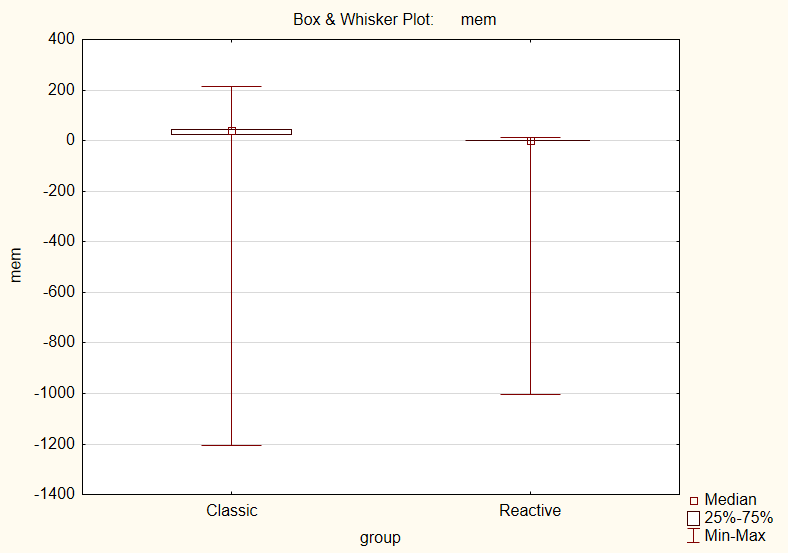 Box & Whisker Plot: mem
400
200
0
-200
-400
-600
-800
-1000
-1200
-1400
mem
Classic
Reactive
group
Median
25%-75%
Min-Max